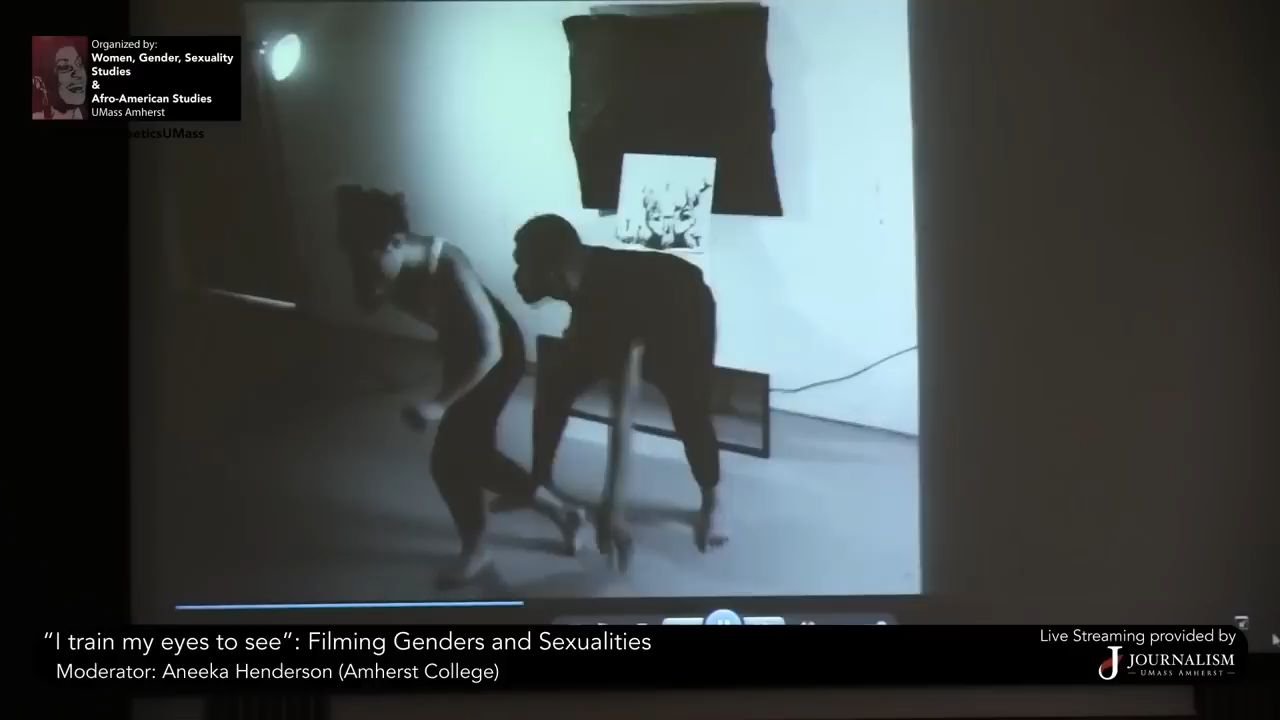 Organized by:
Women, Gender, Sexuality
Studies
&
Afro-American Studies
UMass Amherst
eticsUMass
“I train my eyes to see“: Filming Genders and Sexualities
Moderator: Aneeka Henderson (Amherst College)
Live Streaming provided by
JOURNALISM
UMASS AMHERST